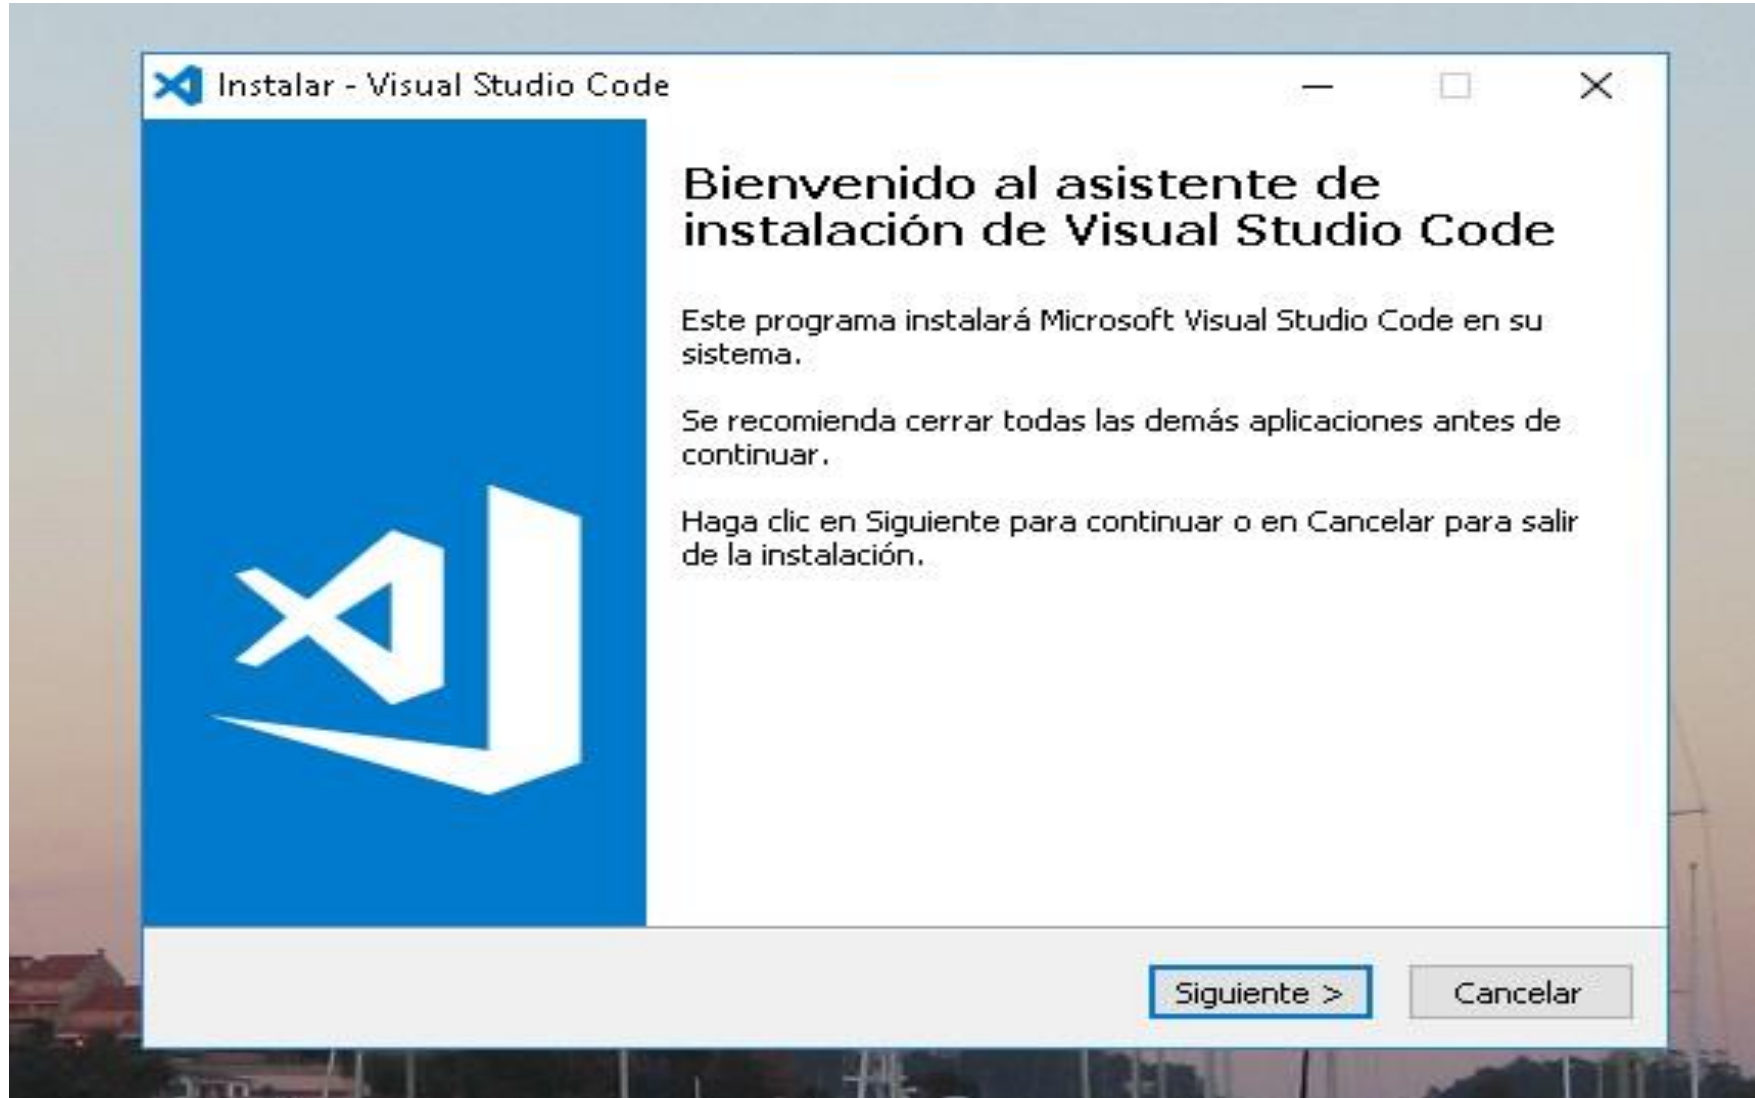 Instalar - Visual Studio Code
Bienvenido al asistente de
instalación de Visual Studio Code
Este programa instalará Microsoft Visual Studio Code en su
sistema.
Se recomienda cerrar todas las demás aplicaciones antes de
continuar.
Haga clic en Siguiente para continuar o en Cancelar para salir
de la instalación.
Siguiente >
Cancelar